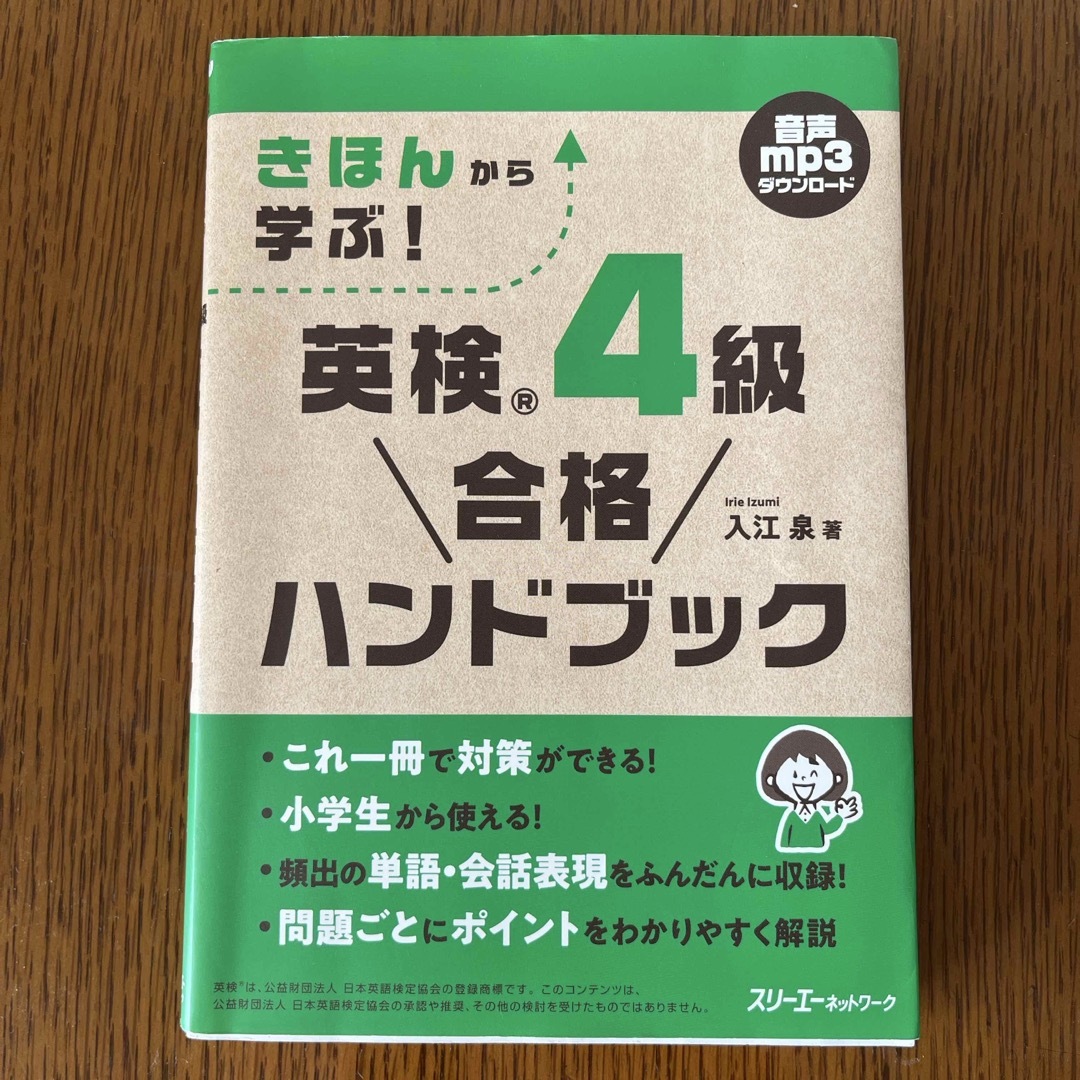 きほんから
学ぶ！
音声
mp3
ダウンロード
英検®4級
合格
ハンドブック
Irie Izumi
入江 泉 著
・これ一冊で対策ができる！
・小学生から使える！
・頻出の単語・会話表現をふんだんに収録！
・問題ごとにポイントをわかりやすく解説
英検®は、公益財団法人 日本英語検定協会の登録商標です。このコンテンツは、
公益財団法人 日本英語検定協会の承認や推奨、その他の検討を受けたものではありません。
スリーエーネットワーク